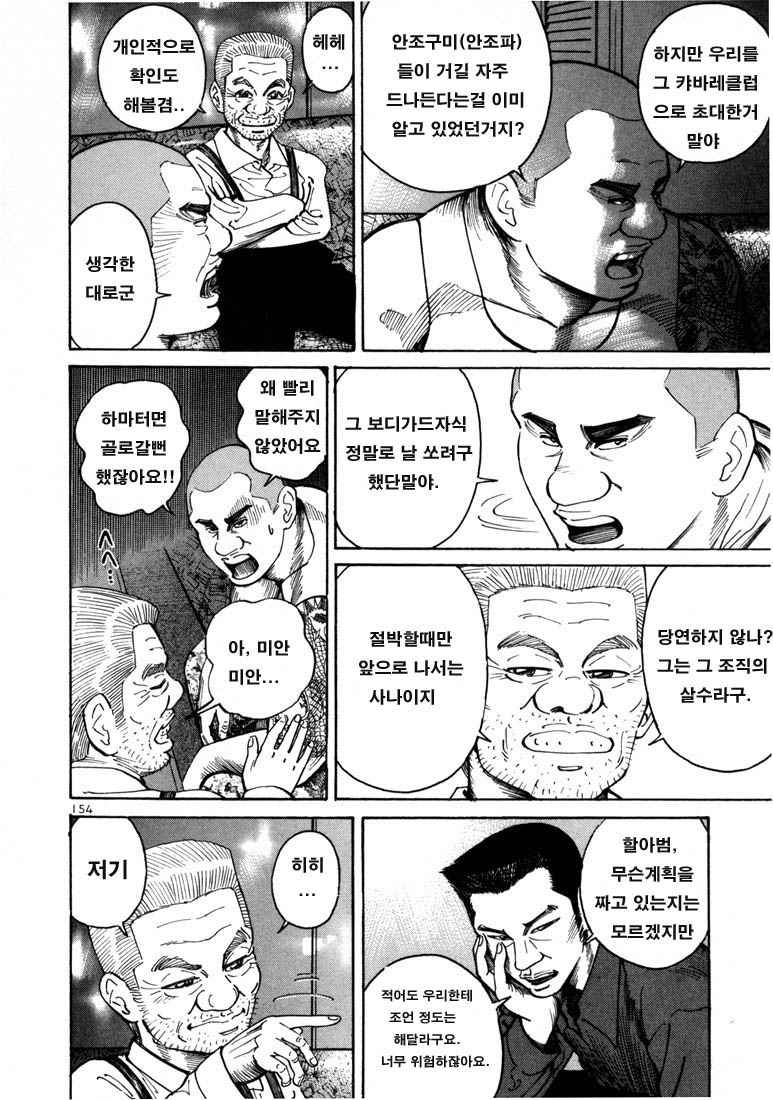 하지만 우리를
그 캬바레클럽
으로 초대한거
말야
안조구미(안조파)
들이 거길 자주
드나든다는걸 이미
알고 있었던거지?
헤헤
...
개인적으로
확인도
해볼겸..
생각한
대로군
그 보디가드자식
정말로 날 쏘려구
했단말야.
왜 빨리
말해주지
않았어요
하마터면
골로갈뻔
했잖아요!!
아, 미안
미안...
당연하지 않나?
그는 그 조직의
살수라구.
절박할때만
앞으로 나서는
사나이지
154
할아범,
무슨계획을
짜고 있는지는
모르겠지만
적어도 우리한테
조언 정도는
해달라구요.
너무 위험하잖아요.
히히
...
저기